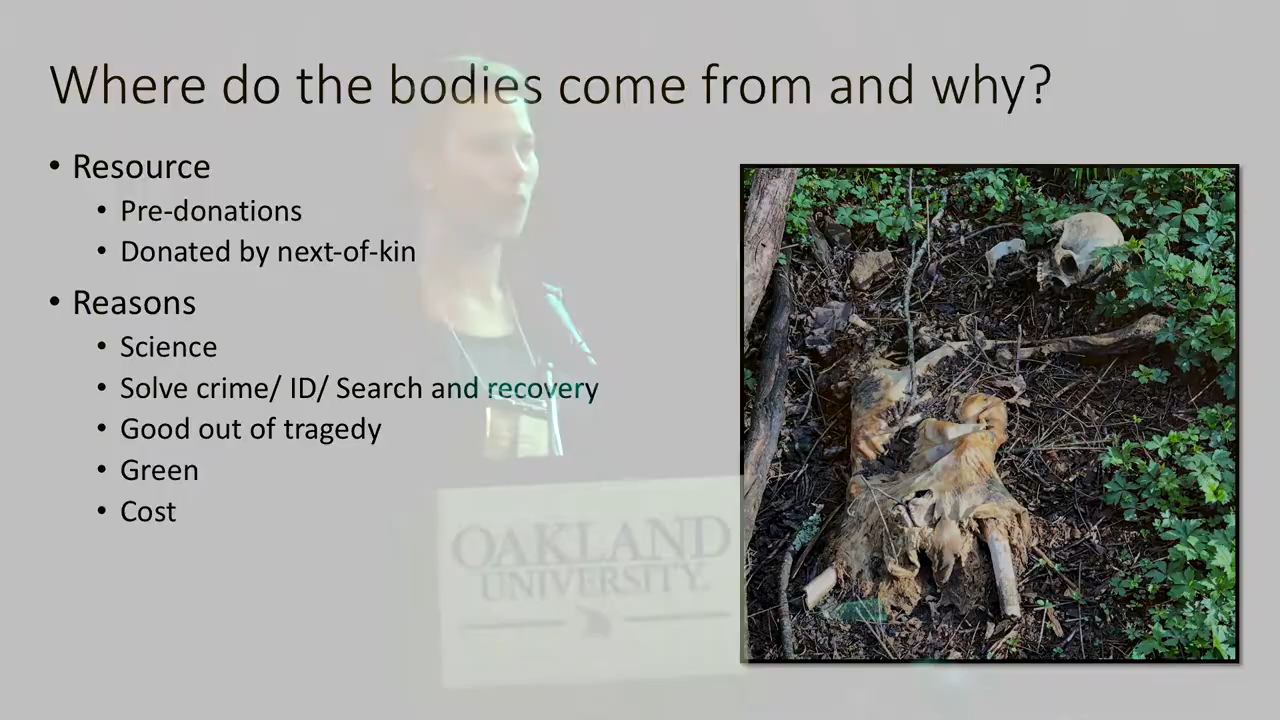 Where do the bodies come from and why?
• Resource
• Pre-donations
• Donated by next-of-kin
• Reasons
• Science
• Solve crime/ ID/ Search and recovery
• Good out of tragedy
• Green
• Cost
OAKLAND
UNIVERSITY.